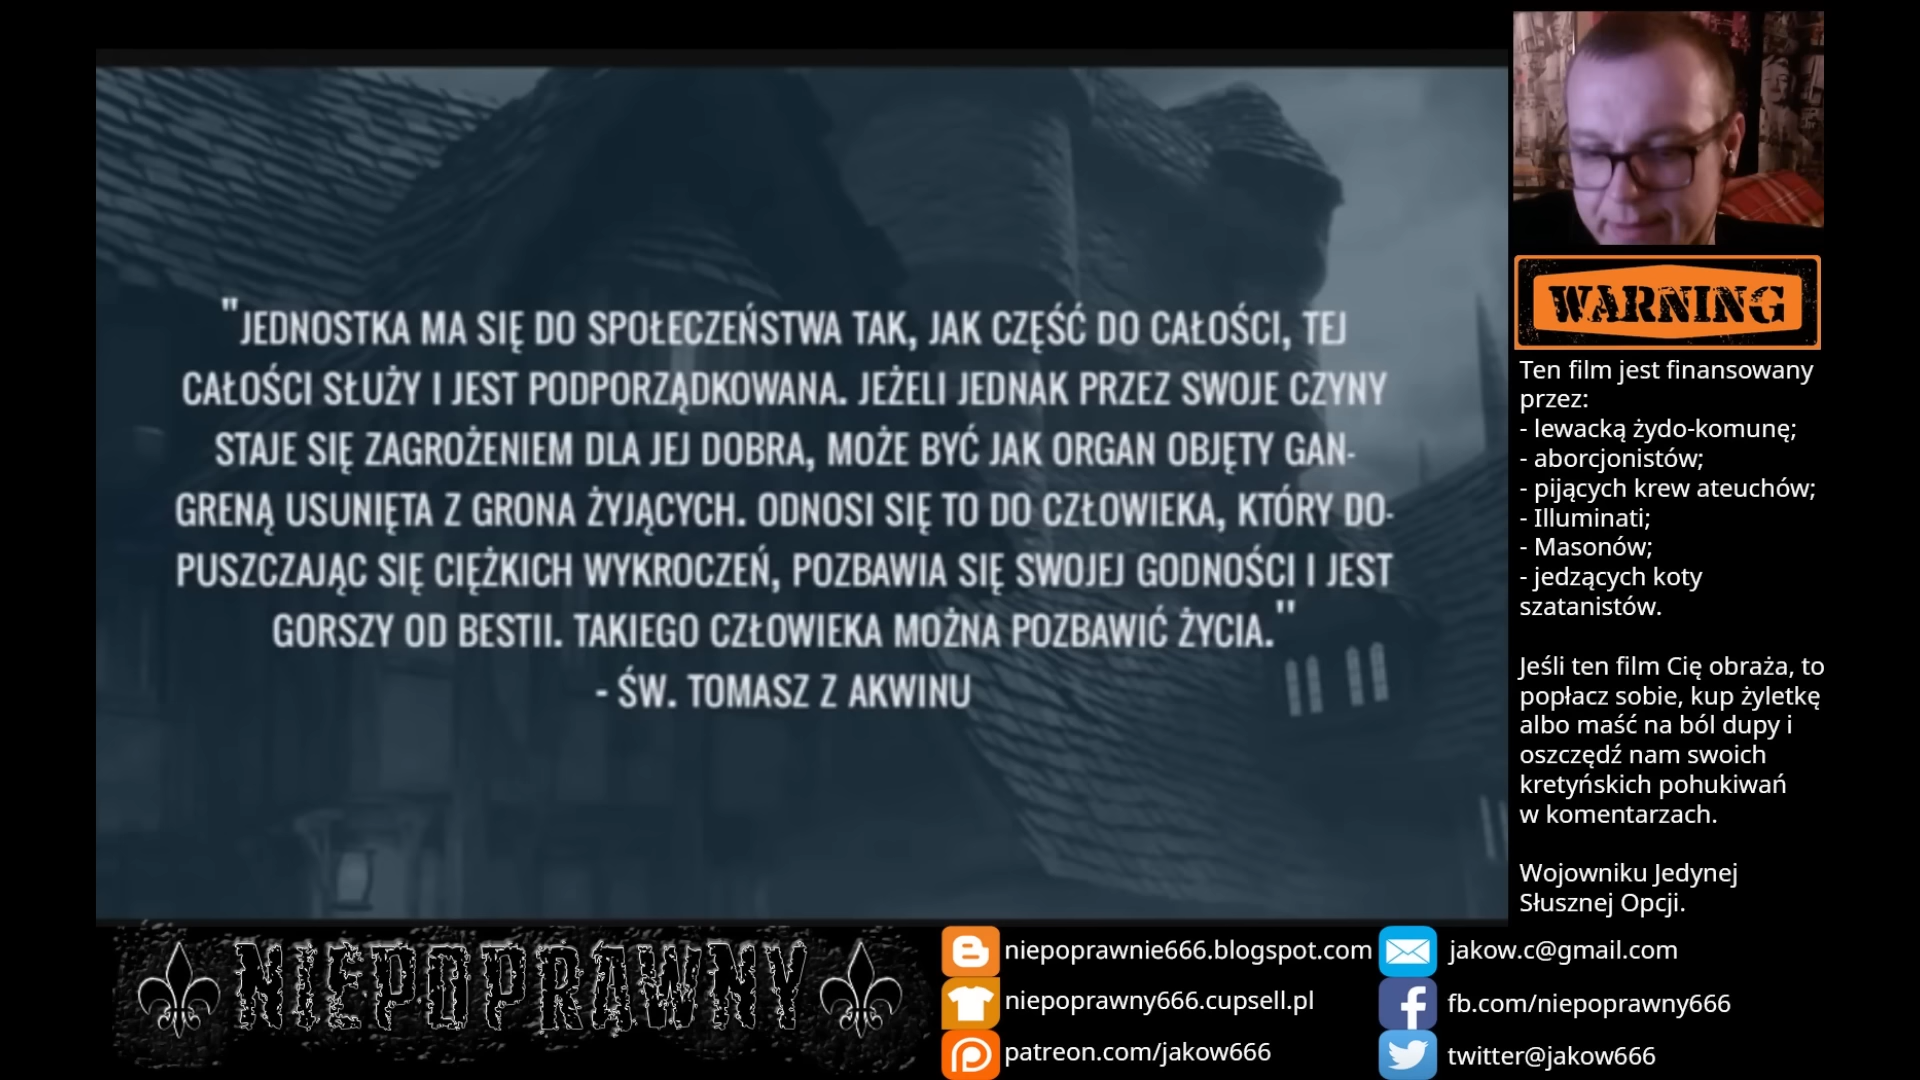 "JEDNOSTKA MA SIĘ DO SPOŁECZEŃSTWA TAK, JAK CZĘŚĆ DO CAŁOŚCI, TEJ
CAŁOŚCI SŁUŻY I JEST PODPORZĄDKOWANA. JEŻELI JEDNAK PRZEZ SWOJE CZYNY
STAJE SIĘ ZAGROŻENIEM DLA JEJ DOBRA, MOŻE BYĆ JAK ORGAN OBJĘTY GAN-
GRENĄ USUNIĘTA Z GRONA ŻYJĄCYCH. ODNOSI SIĘ TO DO CZŁOWIEKA, KTÓRY DO-
PUSZCZAJĄC SIĘ CIĘŻKICH WYKROCZEŃ, POZBAWIA SIĘ SWOJEJ GODNOŚCI I JEST
GORSZY OD BESTII. TAKIEGO CZŁOWIEKA MOŻNA POZBAWIĆ ŻYCIA."
- ŚW. TOMASZ Z AKWINU
WARNING
Ten film jest finansowany
przez:
- lewacką żydo-komunę;
- aborcjonistów;
- pijących krew ateuchów;
- Illuminati;
- Masonów;
- jedzących koty
szatanistów.
Jeśli ten film Cię obraża, to
popłacz sobie, kup żyletkę
albo maść na ból dupy i
oszczędź nam swoich
kretyńskich pohukiwań
w komentarzach.
Wojowniku Jedynej
Słusznej Opcji.
NIEPOPRAWNY
niepoprawnie666.blogspot.com
niepoprawny666.cupsell.pl
patreon.com/jakow666
jakow.c@gmail.com
fb.com/niepoprawny666
twitter@jakow666